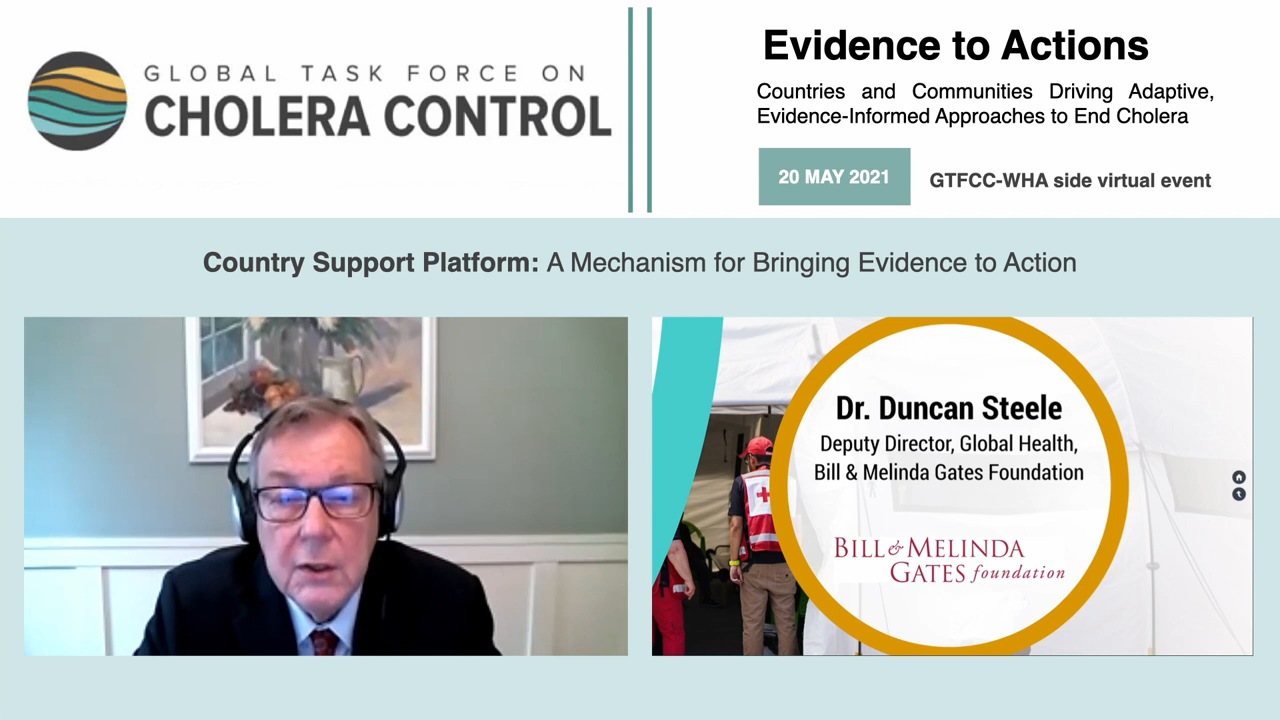 GLOBAL TASK FORCE ON
CHOLERA CONTROL
Evidence to Actions
Countries and Communities Driving Adaptive,
Evidence-Informed Approaches to End Cholera
20 MAY 2021
GTFCC-WHA side virtual event
Country Support Platform: A Mechanism for Bringing Evidence to Action
Dr. Duncan Steele
Deputy Director, Global Health,
Bill & Melinda Gates Foundation
BILL & MELINDA
GATES foundation